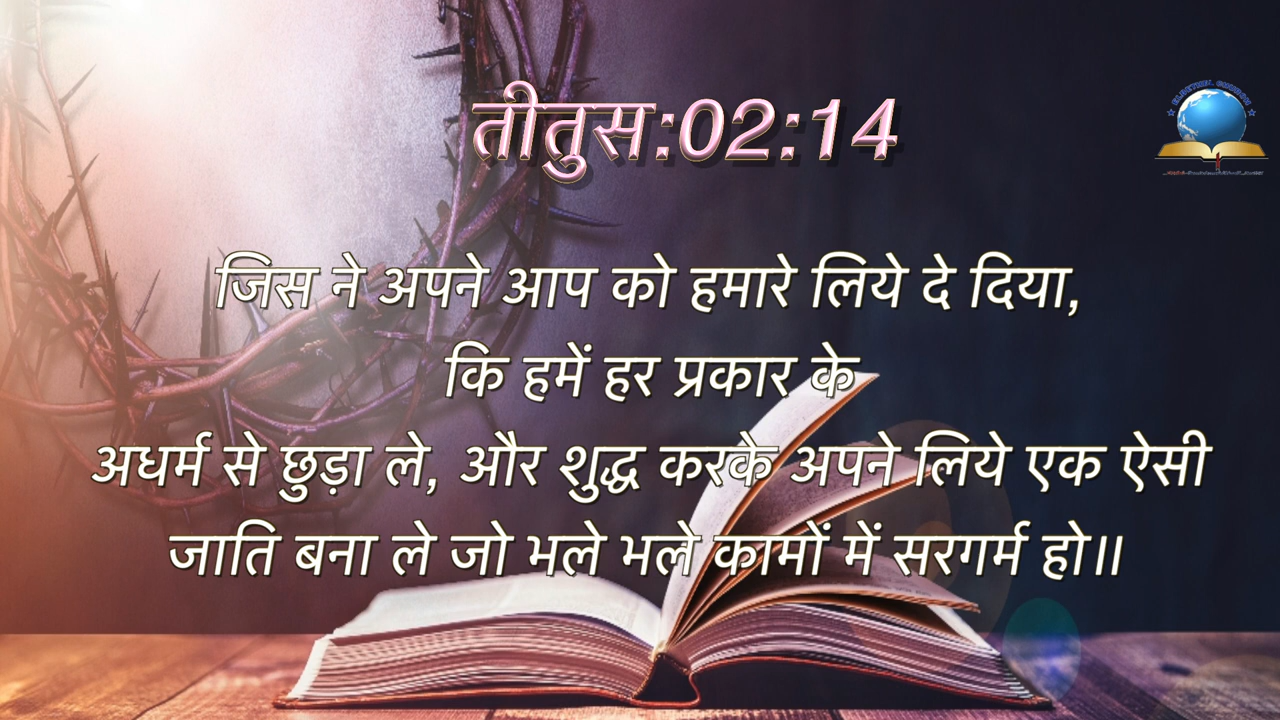 तीतुस:02:14
जिस ने अपने आप को हमारे लिये दे दिया,
कि हमें हर प्रकार के
अधर्म से छुड़ा ले, और शुद्ध करके अपने लिये एक ऐसी
जाति बना ले जो भले भले कामों में सरगर्म हो॥